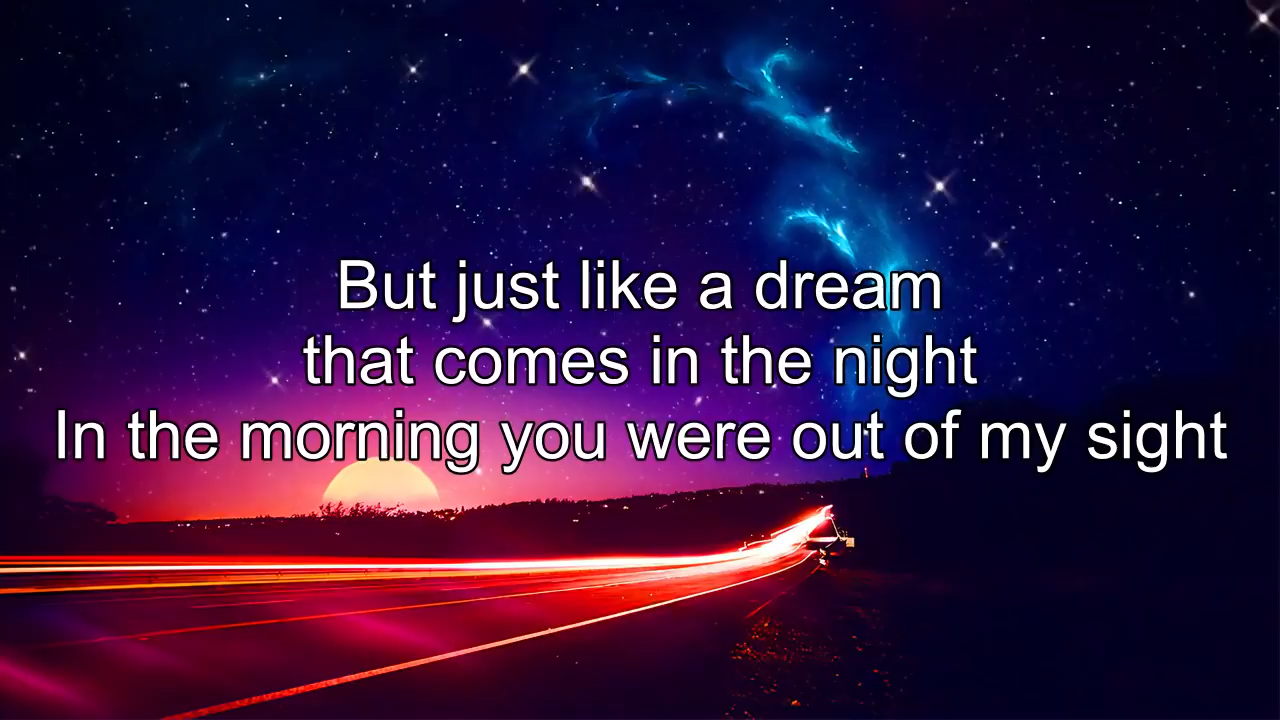 But just like a dream
that comes in the night
In the morning you were out of my sight